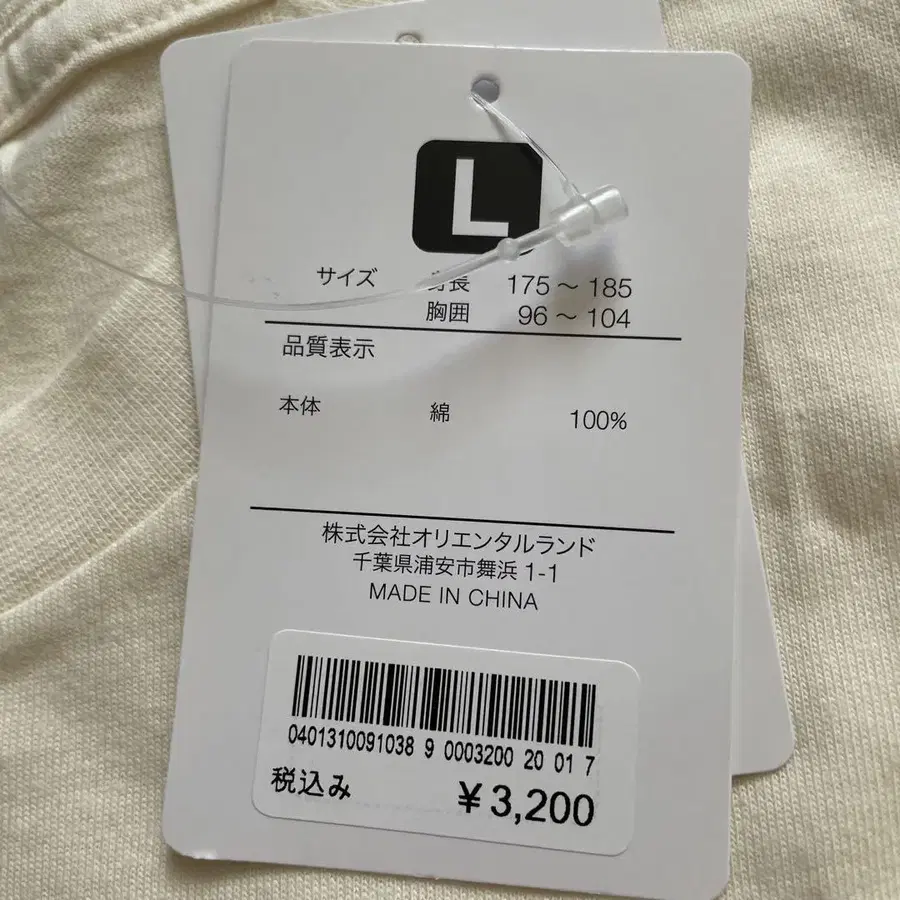 L
サイズ 身長 175～185
胸囲 96～104
品質表示
本体 綿 100%
株式会社オリエンタルランド
千葉県浦安市舞浜 1-1
MADE IN CHINA
0401310091038 9 0003200 20 01 7
税込み ¥3,200